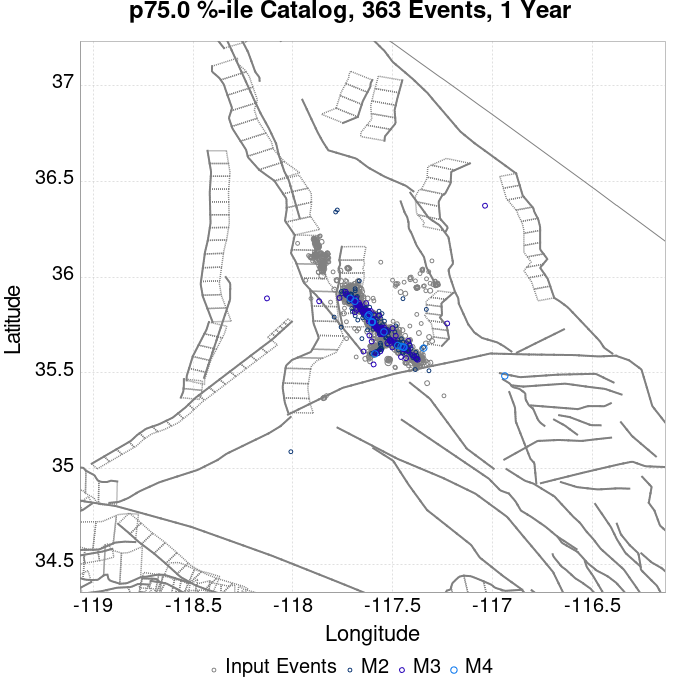 p75.0 %-ile Catalog, 363 Events, 1 Year
37
36.5
36
35.5
35
34.5
Latitude
-119 -118.5 -118 -117.5 -117 -116.5
Longitude
Input Events M2 M3 M4